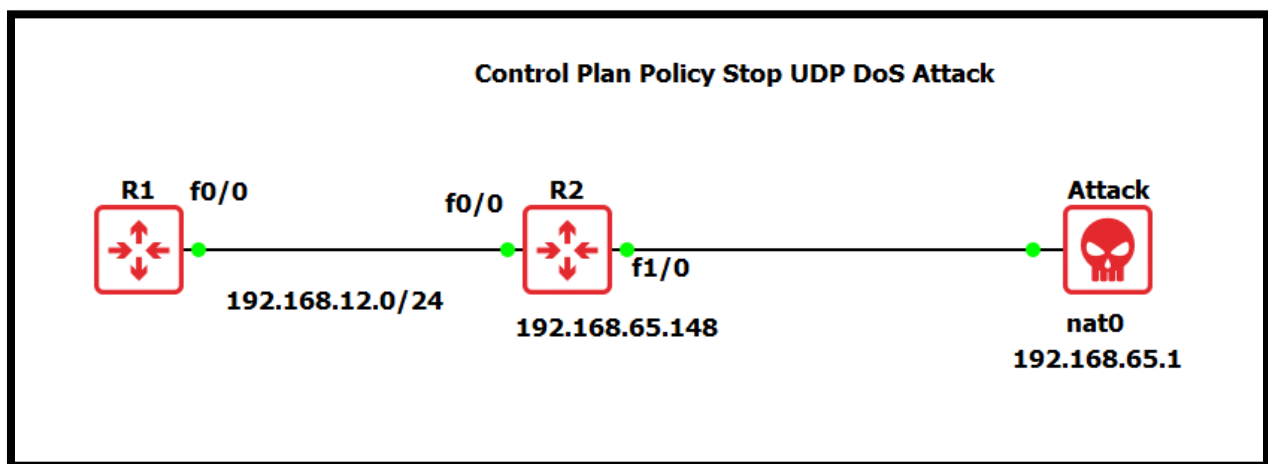 Control Plan Policy Stop UDP DoS Attack
R1
f0/0
f0/0
R2
Attack
f1/0
192.168.12.0/24
192.168.65.148
nat0
192.168.65.1